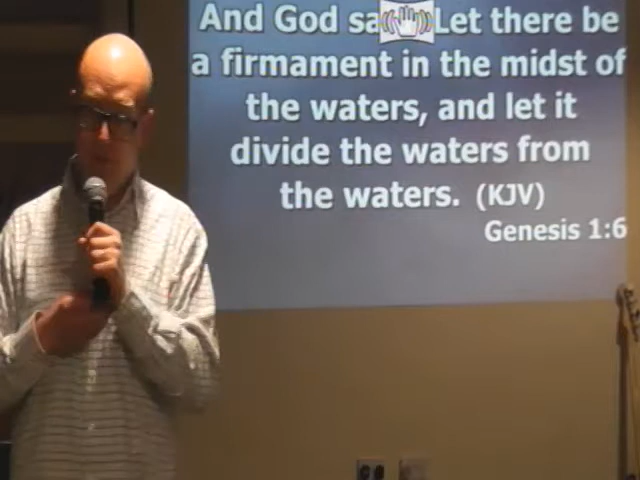 And God sa Let there be
a firmament in the midst of
the waters, and let it
divide the waters from
the waters. (KJV)
Genesis 1:6